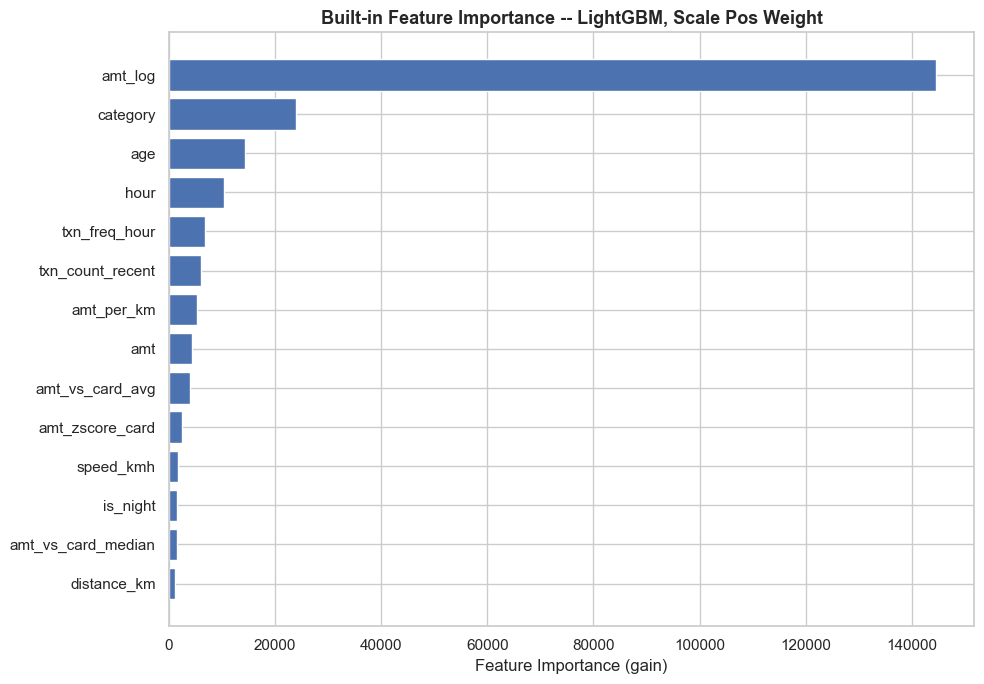 Built-in Feature Importance -- LightGBM, Scale Pos Weight
amt_log
category
age
hour
txn_freq_hour
txn_count_recent
amt_per_km
amt
amt_vs_card_avg
amt_zscore_card
speed_kmh
is_night
amt_vs_card_median
distance_km
0 20000 40000 60000 80000 100000 120000 140000
Feature Importance (gain)